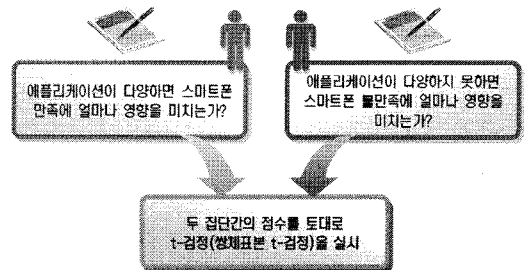 애플리케이션이 다양하면 스마트폰
만족에 얼마나 영향을 미치는가?
애플리케이션이 다양하지 못하면
스마트폰 불만족에 얼마나 영향을
미치는가?
두 집단간의 점수를 토대로
t-검정(쌍체표본 t-검정)을 실시